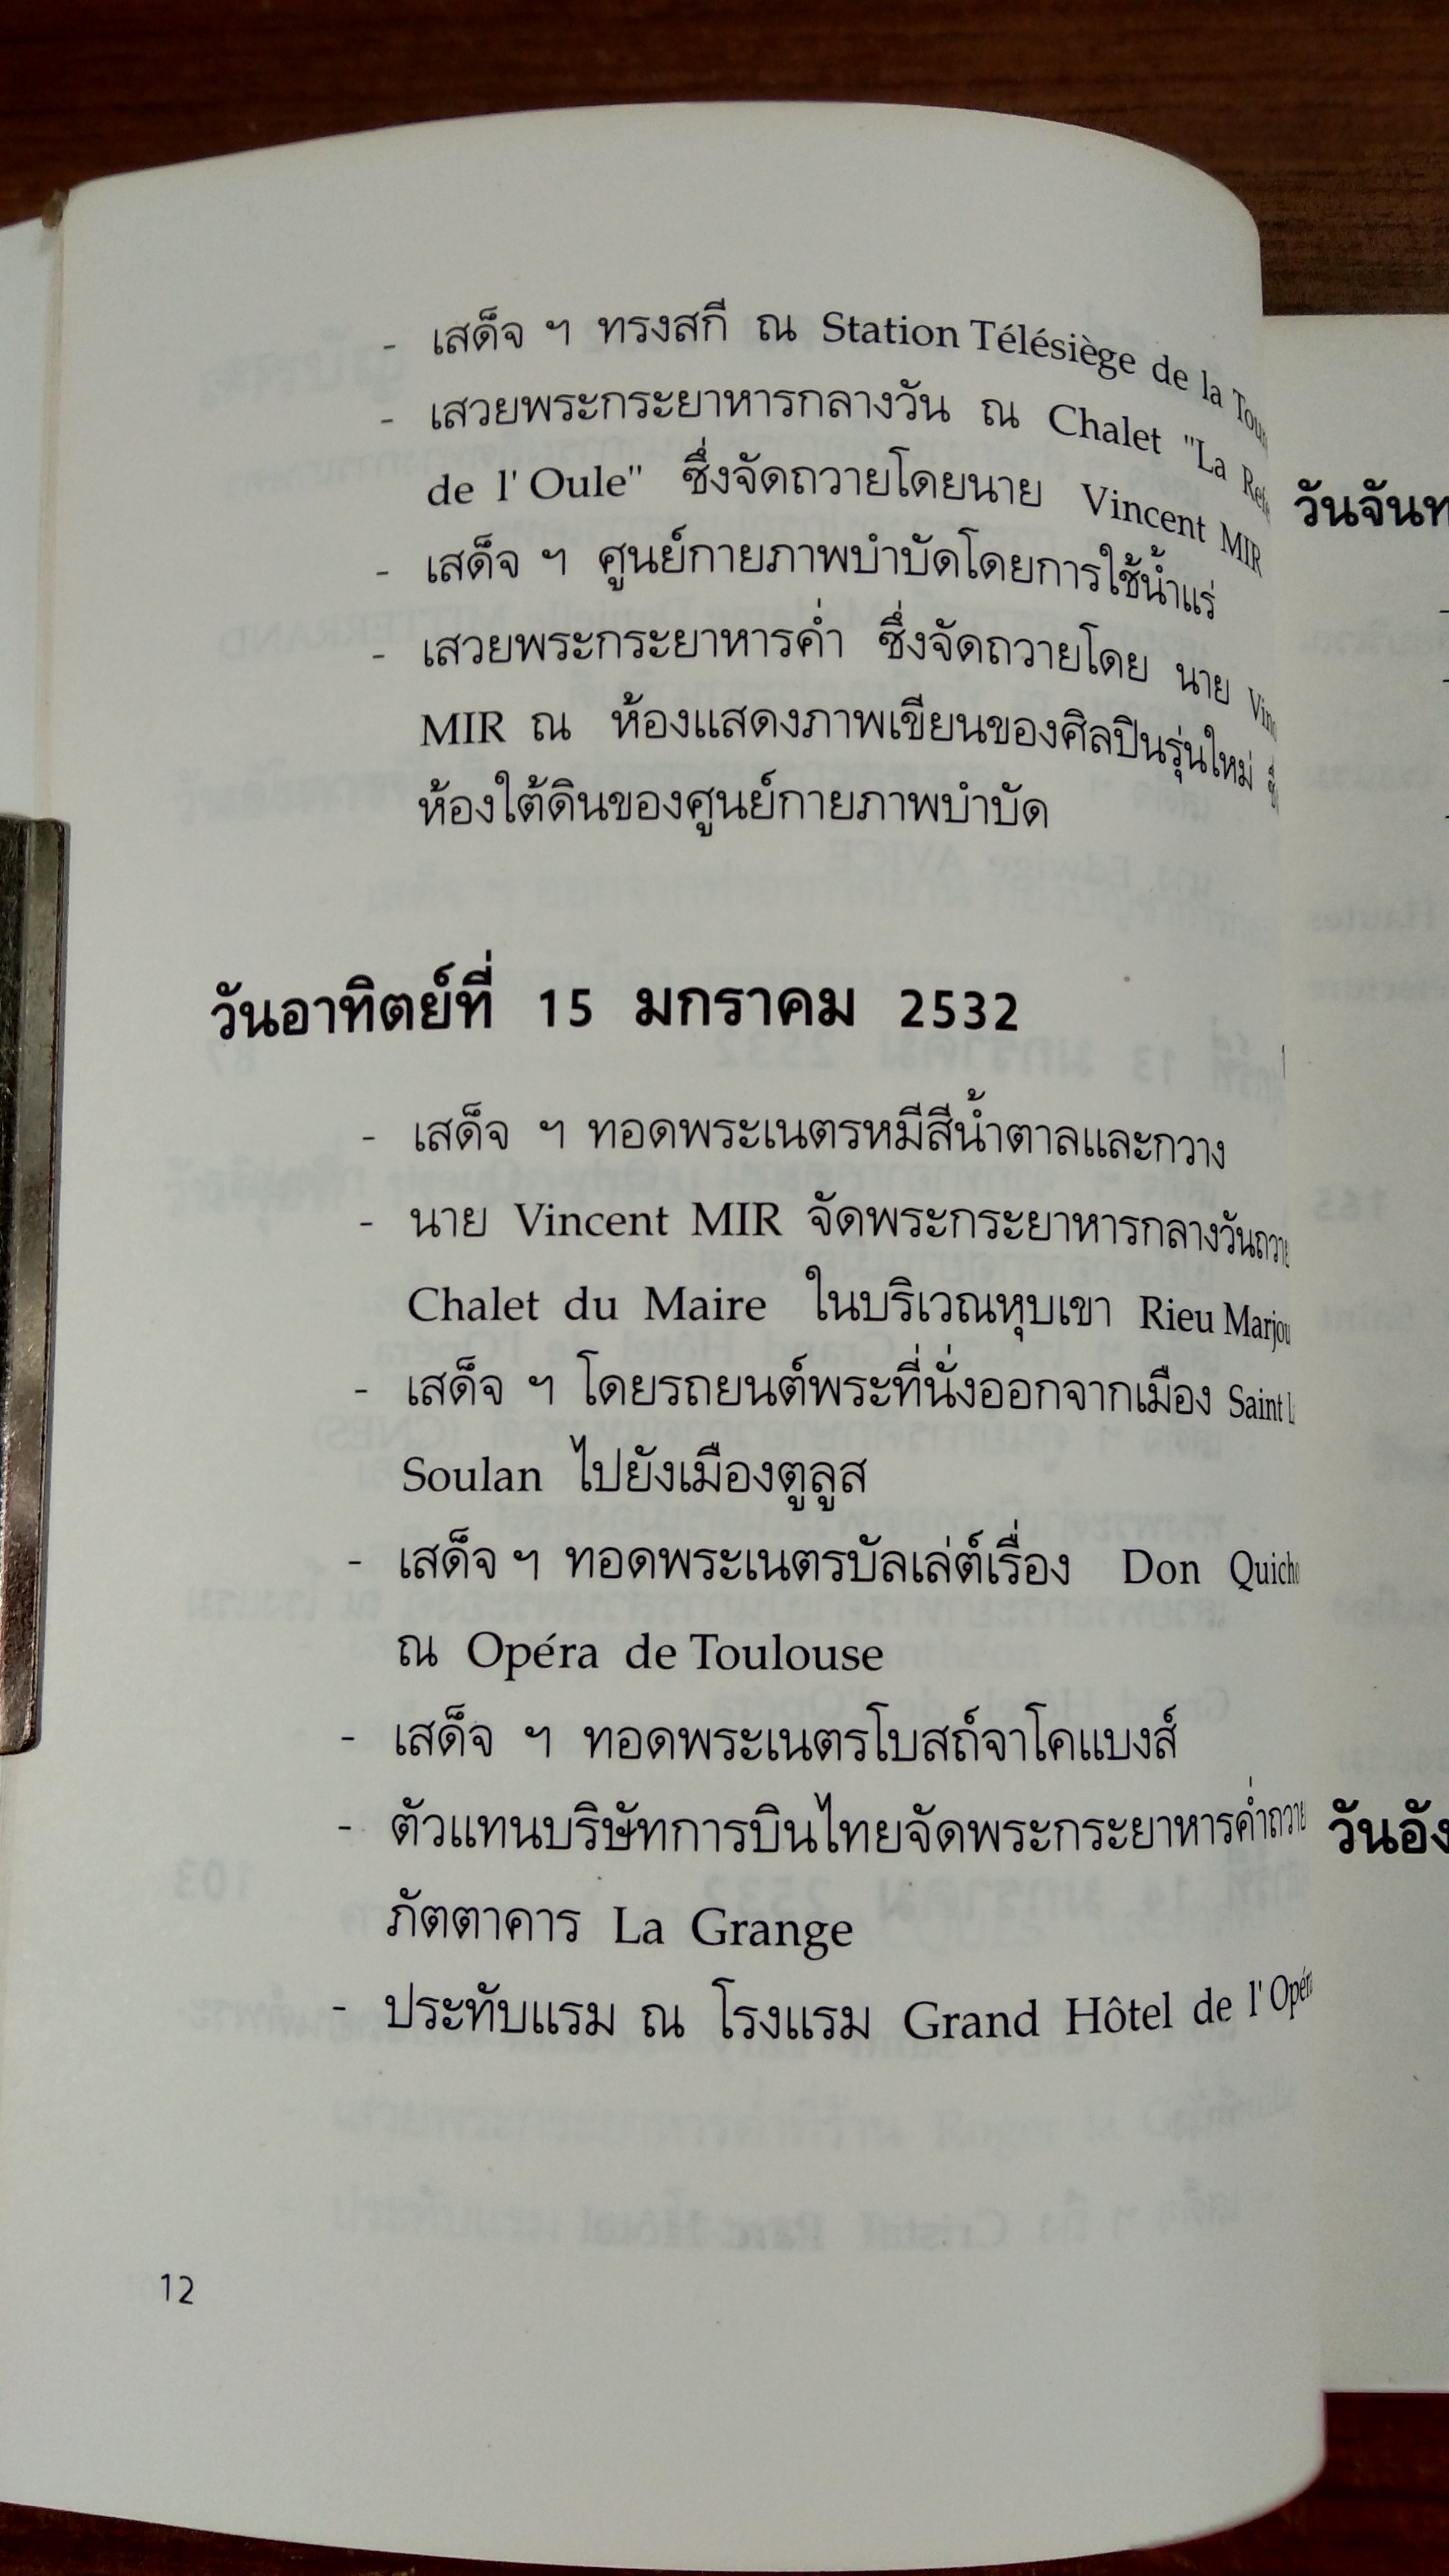 - เสด็จ ฯ ทรงสกี ณ Station Télésiège de la
- เสวยพระกระยาหารกลางวัน ณ Chalet "La
de l' Oule" ซึ่งจัดถวายโดยนาย Vincent MIR
- เสด็จ ฯ ศูนย์กายภาพบำบัดโดยการใช้น้ำแร่
- เสวยพระกระยาหารค่ำ ซึ่งจัดถวายโดย นาย
MIR ณ ห้องแสดงภาพเขียนของศิลปินรุ่นใหม่
ห้องใต้ดินของศูนย์กายภาพบำบัด
วันอาทิตย์ที่ 15 มกราคม 2532
- เสด็จ ฯ ทอดพระเนตรหมีสีน้ำตาลและกวาง
- นาย Vincent MIR จัดพระกระยาหารกลางวัน
Chalet du Maire ในบริเวณหุบเขา Rieu
- เสด็จ ฯ โดยรถยนต์พระที่นั่งออกจากเมือง Saint
Soulan ไปยังเมืองตูลูส
- เสด็จ ฯ ทอดพระเนตรบัลเล่ต์เรื่อง Don
ณ Opéra de Toulouse
- เสด็จ ฯ ทอดพระเนตรโบสถ์จาโคแบงส์
- ตัวแทนบริษัทการบินไทยจัดพระกระยาหารค่ำ
ภัตตาคาร La Grange
- ประทับแรม ณ โรงแรม Grand Hôtel de
12